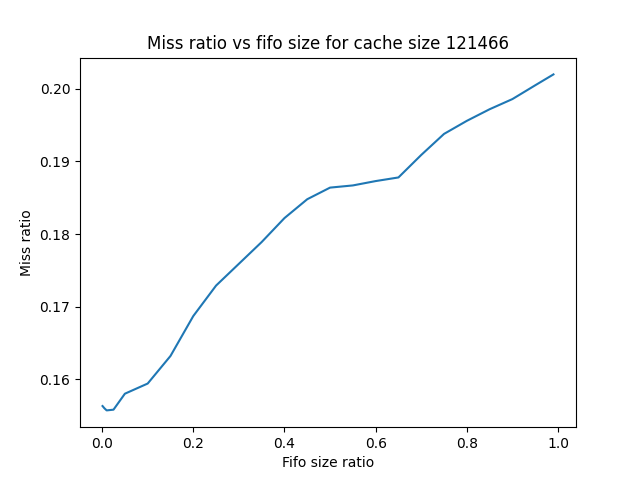 Miss ratio vs fifo size for cache size 121466
0.20
0.19
0.18
0.17
0.16
Miss ratio
0.0 0.2 0.4 0.6 0.8 1.0
Fifo size ratio